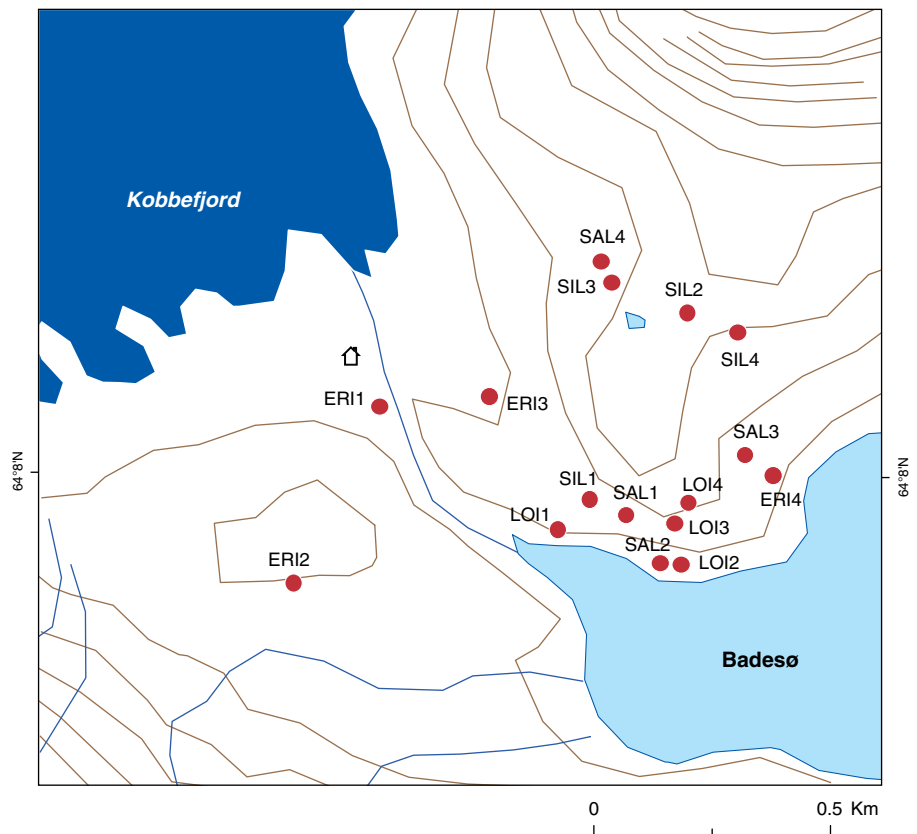 Kobbefjord
SAL4
SIL3
SIL2
SIL4
ERI1
ERI3
SAL3
64°8'N
64°8'N
SIL1
SAL1
LOI4
ERI4
LOI1
LOI3
SAL2
LOI2
ERI2
Badesø
0 0.5 Km